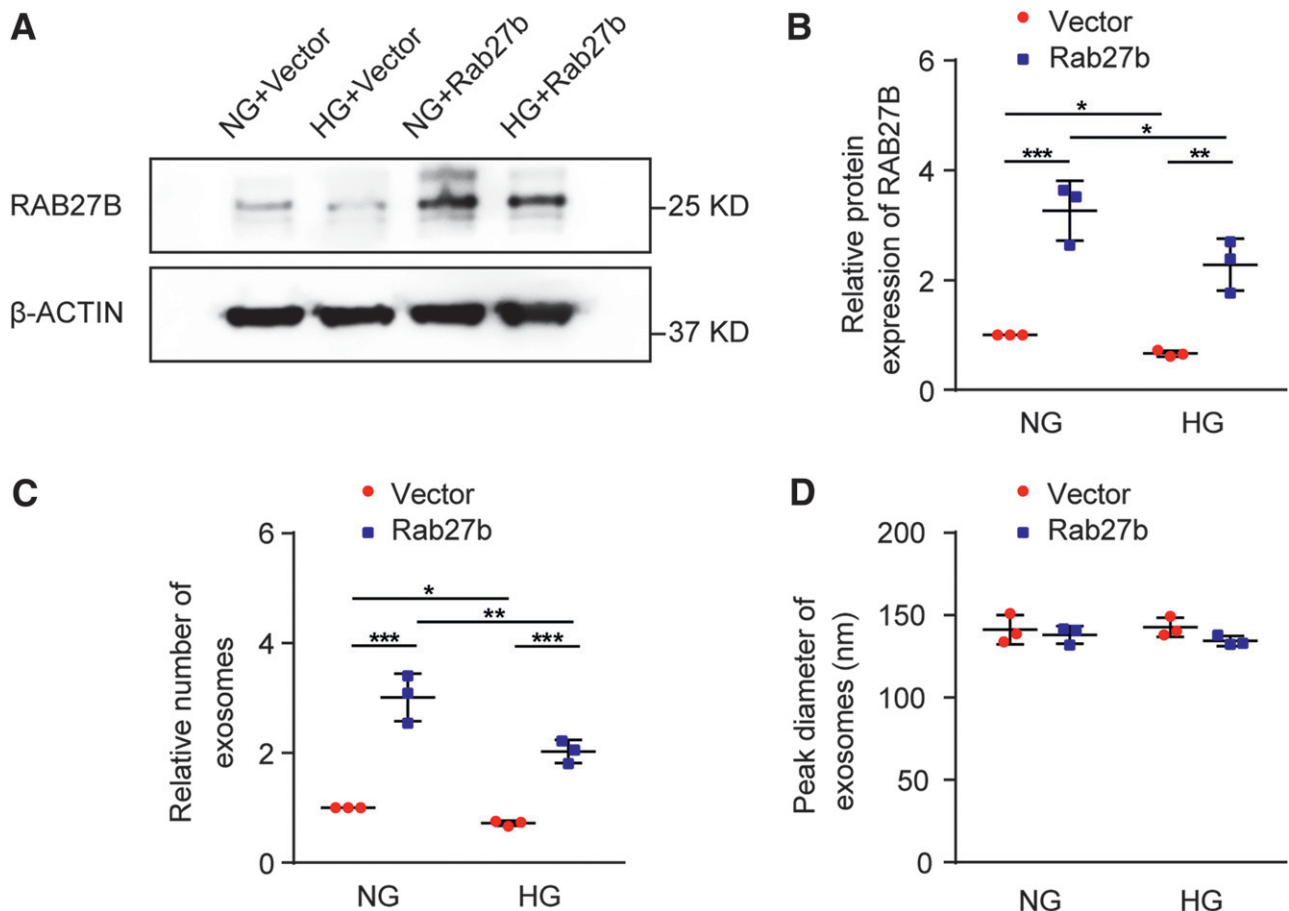 A
NG+Vector
HG+Vector
NG+Rab27b
HG+Rab27b
RAB27B
25 KD
β-ACTIN
37 KD
B
Vector
Rab27b
Relative protein
expression of RAB27B
6
4
2
0
*
*
***
**
NG
HG
C
Vector
Rab27b
Relative number of
exosomes
6
4
2
0
*
**
***
***
NG
HG
D
Vector
Rab27b
Peak diameter of
exosomes (nm)
200
150
100
50
0
NG
HG